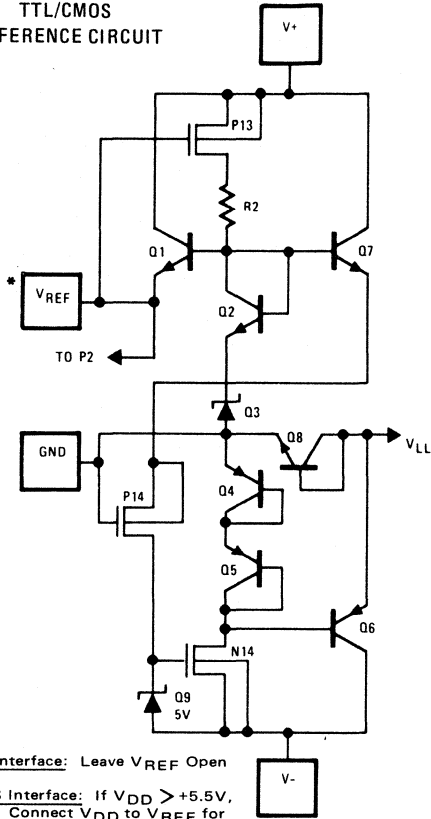 TTL/CMOS
FERENCE CIRCUIT
V+
P13
R2
Q1
Q7
* VREF
Q2
TO P2
Q3
Q8
GND
VLL
Q4
P14
Q5
Q6
N14
Q9
5V
nterface: Leave VREF Open
Interface: If VDD > +5.5V,
Connect VDD to VREF for
V-